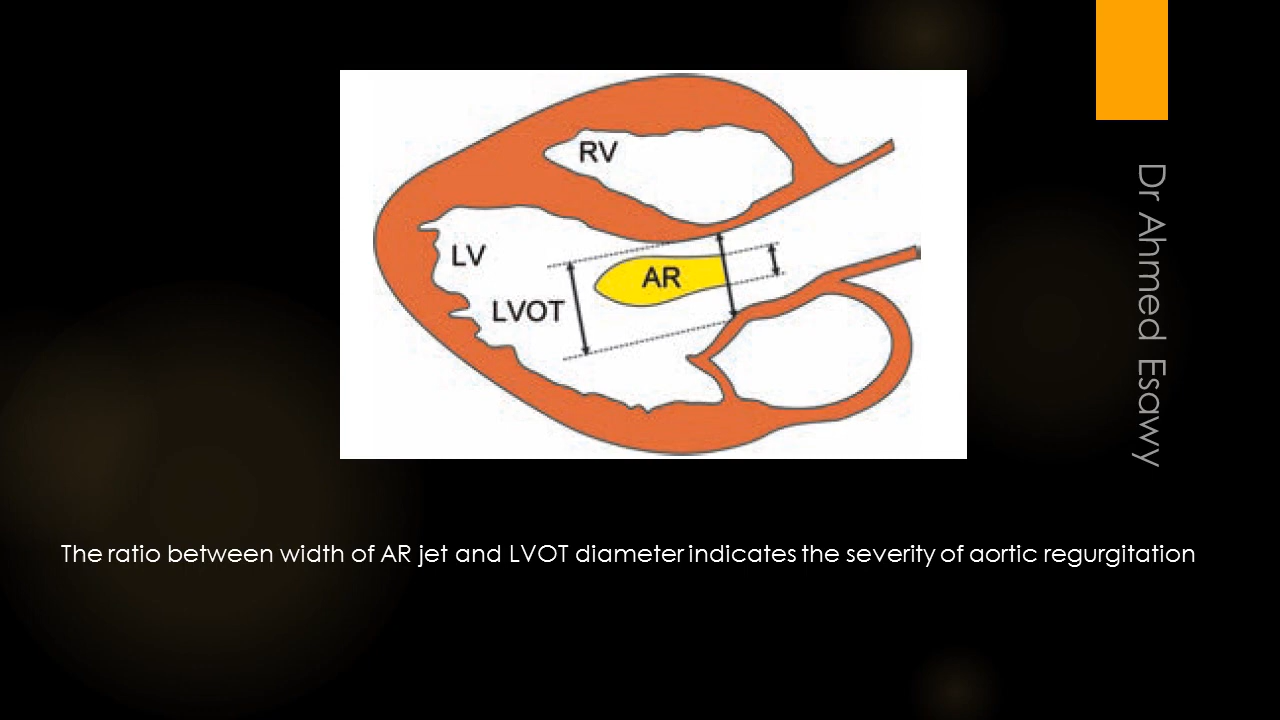 RV
LV
AR
LVOT
Dr Ahmed Esawy
The ratio between width of AR jet and LVOT diameter indicates the severity of aortic regurgitation